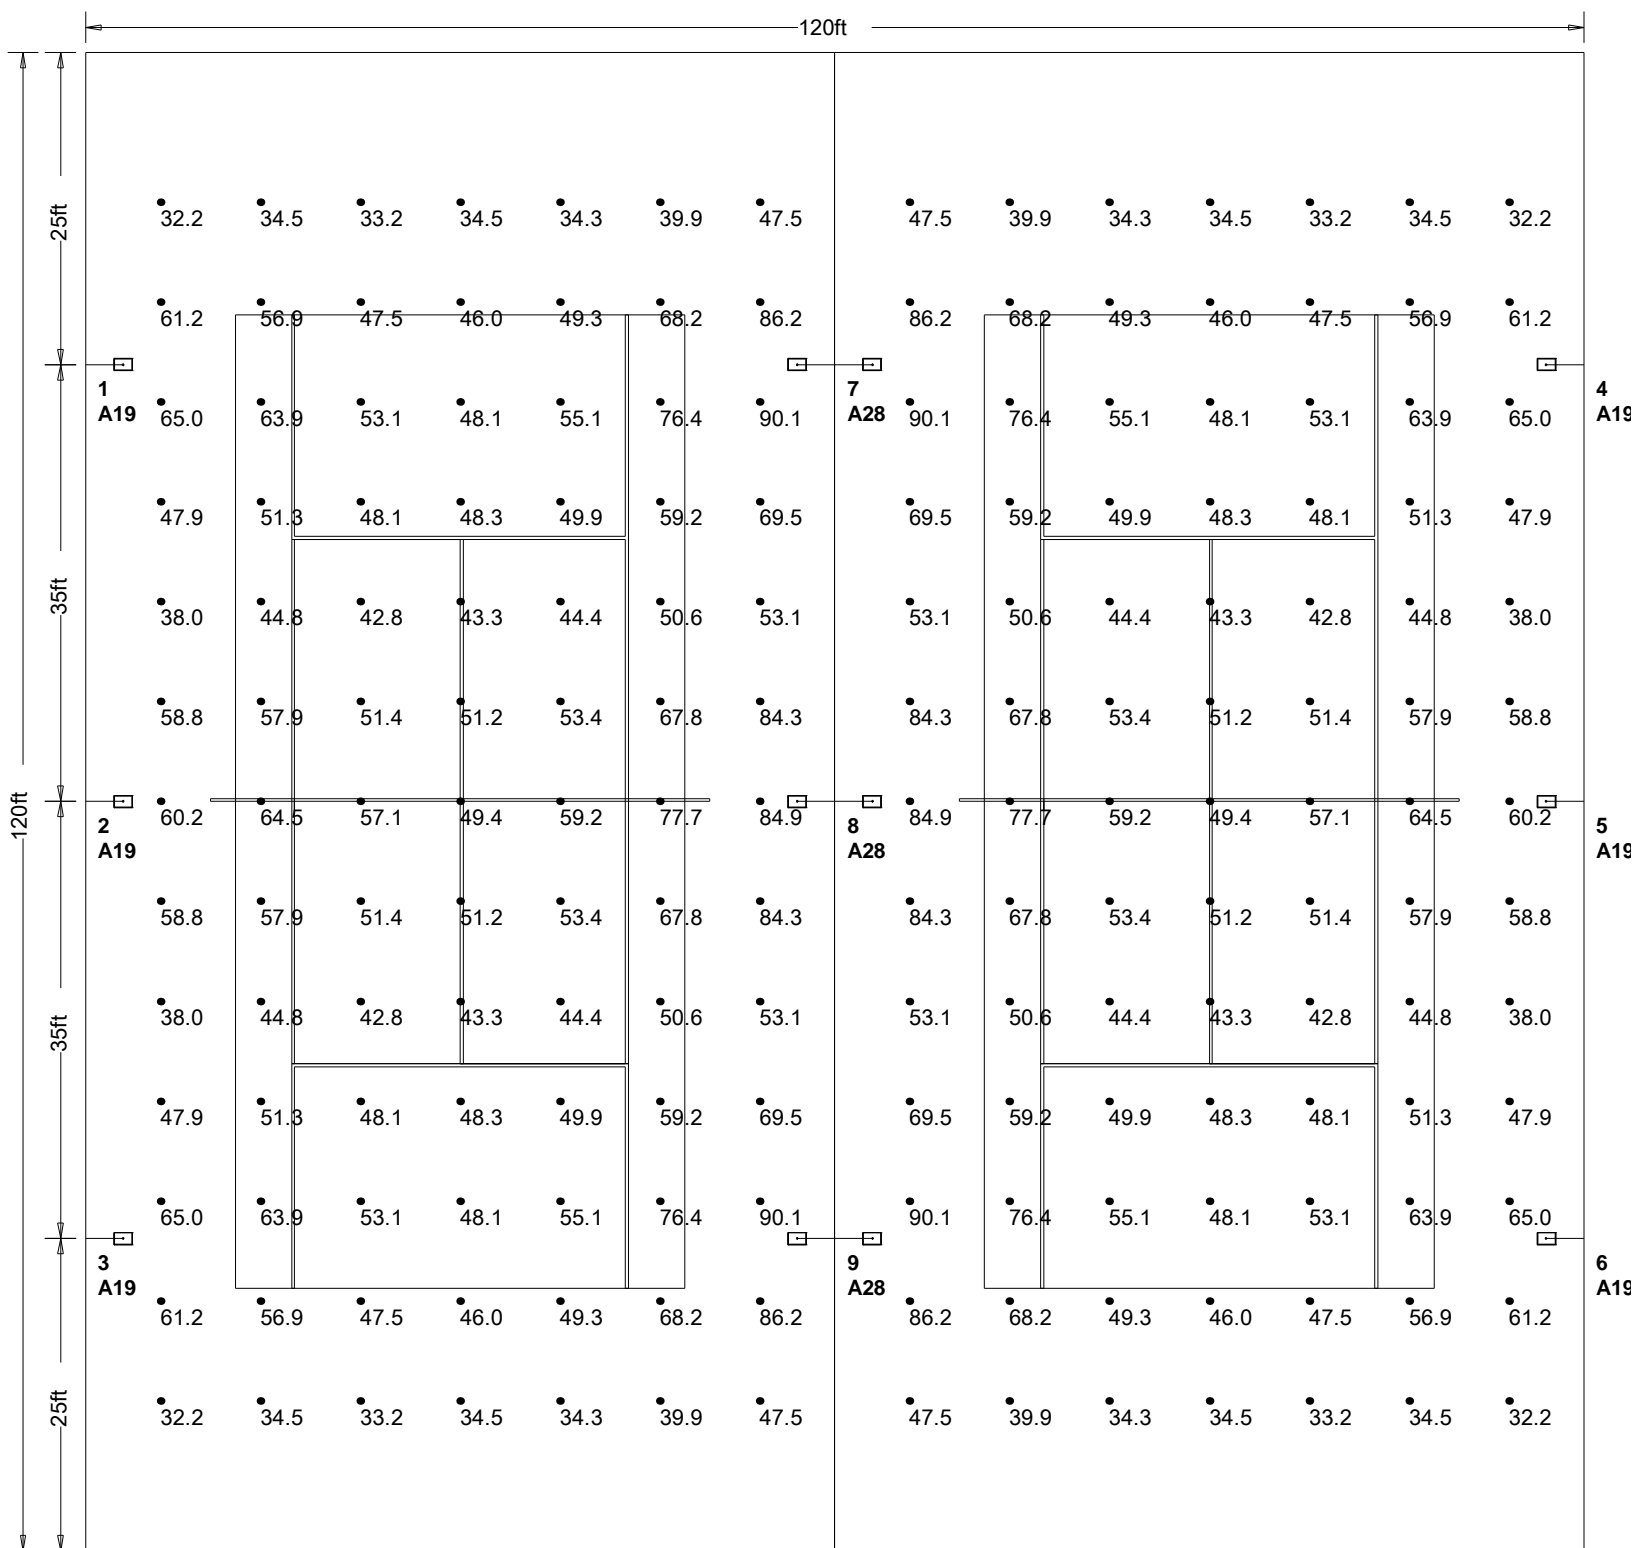 120ft
25ft
32.2 34.5 33.2 34.5 34.3 39.9 47.5 47.5 39.9 34.3 34.5 33.2 34.5 32.2
61.2 56.9 47.5 46.0 49.3 68.2 86.2 86.2 68.2 49.3 46.0 47.5 56.9 61.2
1 7 4
A19 65.0 63.9 53.1 48.1 55.1 76.4 90.1 A28 90.1 76.4 55.1 48.1 53.1 63.9 65.0 A19
47.9 51.3 48.1 48.3 49.9 59.2 69.5 69.5 59.2 49.9 48.3 48.1 51.3 47.9
35ft
38.0 44.8 42.8 43.3 44.4 50.6 53.1 53.1 50.6 44.4 43.3 42.8 44.8 38.0
58.8 57.9 51.4 51.2 53.4 67.8 84.3 84.3 67.8 53.4 51.2 51.4 57.9 58.8
120ft
60.2 64.5 57.1 49.4 59.2 77.7 84.9 84.9 77.7 59.2 49.4 57.1 64.5 60.2
2 8 5
A19 A28 A19
58.8 57.9 51.4 51.2 53.4 67.8 84.3 84.3 67.8 53.4 51.2 51.4 57.9 58.8
38.0 44.8 42.8 43.3 44.4 50.6 53.1 53.1 50.6 44.4 43.3 42.8 44.8 38.0
35ft
47.9 51.3 48.1 48.3 49.9 59.2 69.5 69.5 59.2 49.9 48.3 48.1 51.3 47.9
65.0 63.9 53.1 48.1 55.1 76.4 90.1 90.1 76.4 55.1 48.1 53.1 63.9 65.0
3 9 6
A19 A28 A19
61.2 56.9 47.5 46.0 49.3 68.2 86.2 86.2 68.2 49.3 46.0 47.5 56.9 61.2
25ft
32.2 34.5 33.2 34.5 34.3 39.9 47.5 47.5 39.9 34.3 34.5 33.2 34.5 32.2